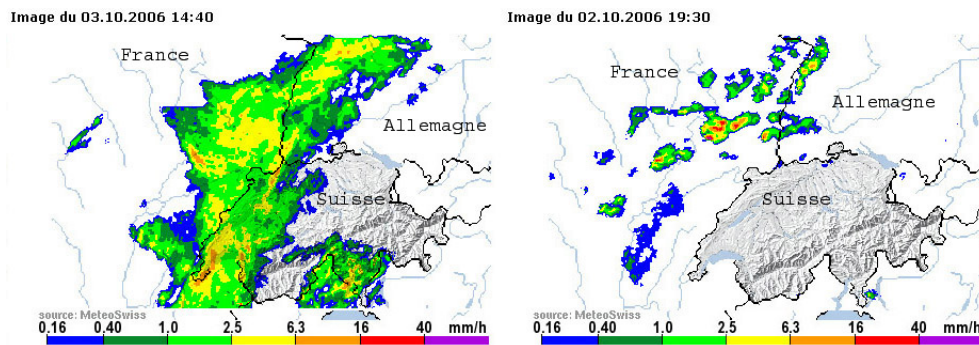 Image du 03.10.2006 14:40
France
Allemagne
Suisse
source: MeteoSwiss
0.16 0.40 1.0 2.5 6.3 16 40 mm/h
Image du 02.10.2006 19:30
France
Allemagne
Suisse
source: MeteoSwiss
0.16 0.40 1.0 2.5 6.3 16 40 mm/h